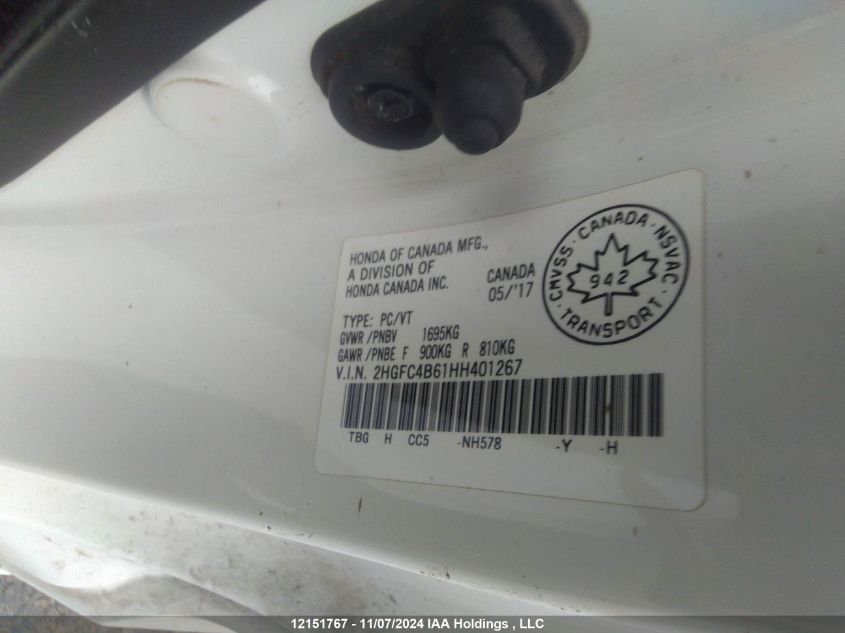 HONDA OF CANADA MFG.,
A DIVISION OF
HONDA CANADA INC.
CANADA
05/'17
CMVSS · CANADA · NSVAC · TRANSPORT ·
942
TYPE: PC/VT
GVWR /PNBV 1695KG
GAWR /PNBE F 900KG R 810KG
V.I.N. 2HGFC4B61HH401267
TBG H CC5 -NH578 -Y -H
12151767 - 11/07/2024 IAA Holdings , LLC